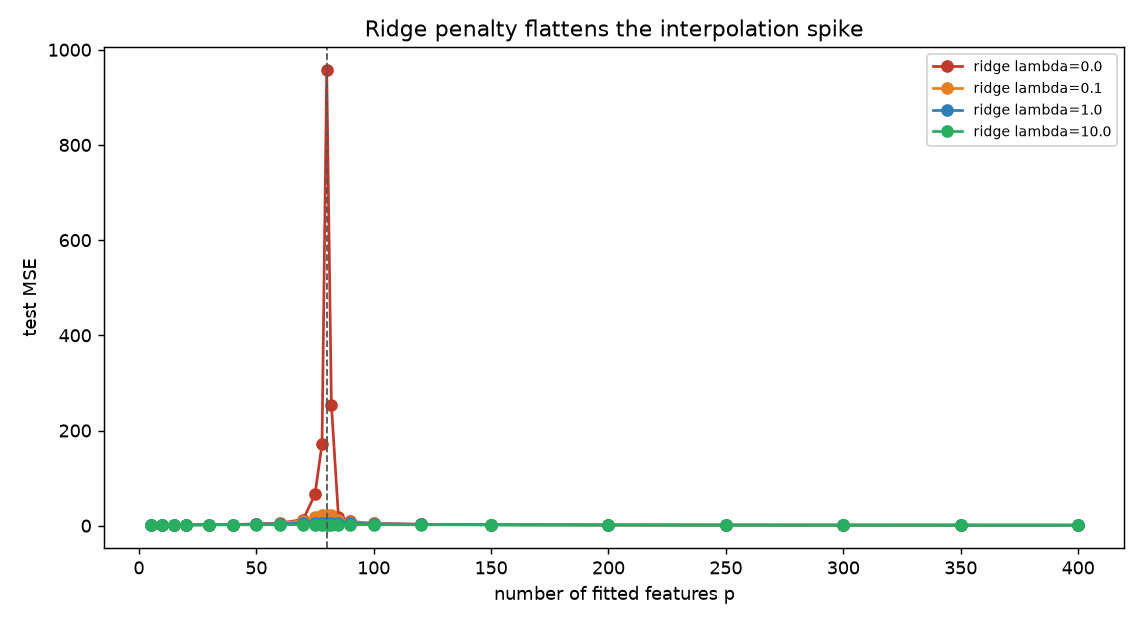 Ridge penalty flattens the interpolation spike
1000
800
600
400
200
0
test MSE
ridge lambda=0.0
ridge lambda=0.1
ridge lambda=1.0
ridge lambda=10.0
0 50 100 150 200 250 300 350 400
number of fitted features p